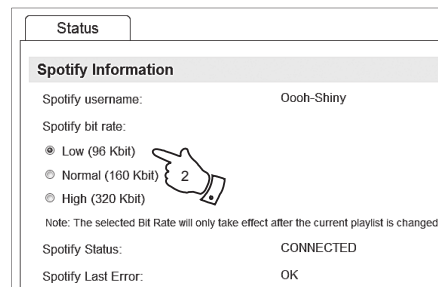 Status
Spotify Information
Spotify username: Oooh-Shiny
Spotify bit rate:
Low (96 Kbit)
Normal (160 Kbit)
2
High (320 Kbit)
Note: The selected Bit Rate will only take effect after the current playlist is changed
Spotify Status: CONNECTED
Spotify Last Error: OK